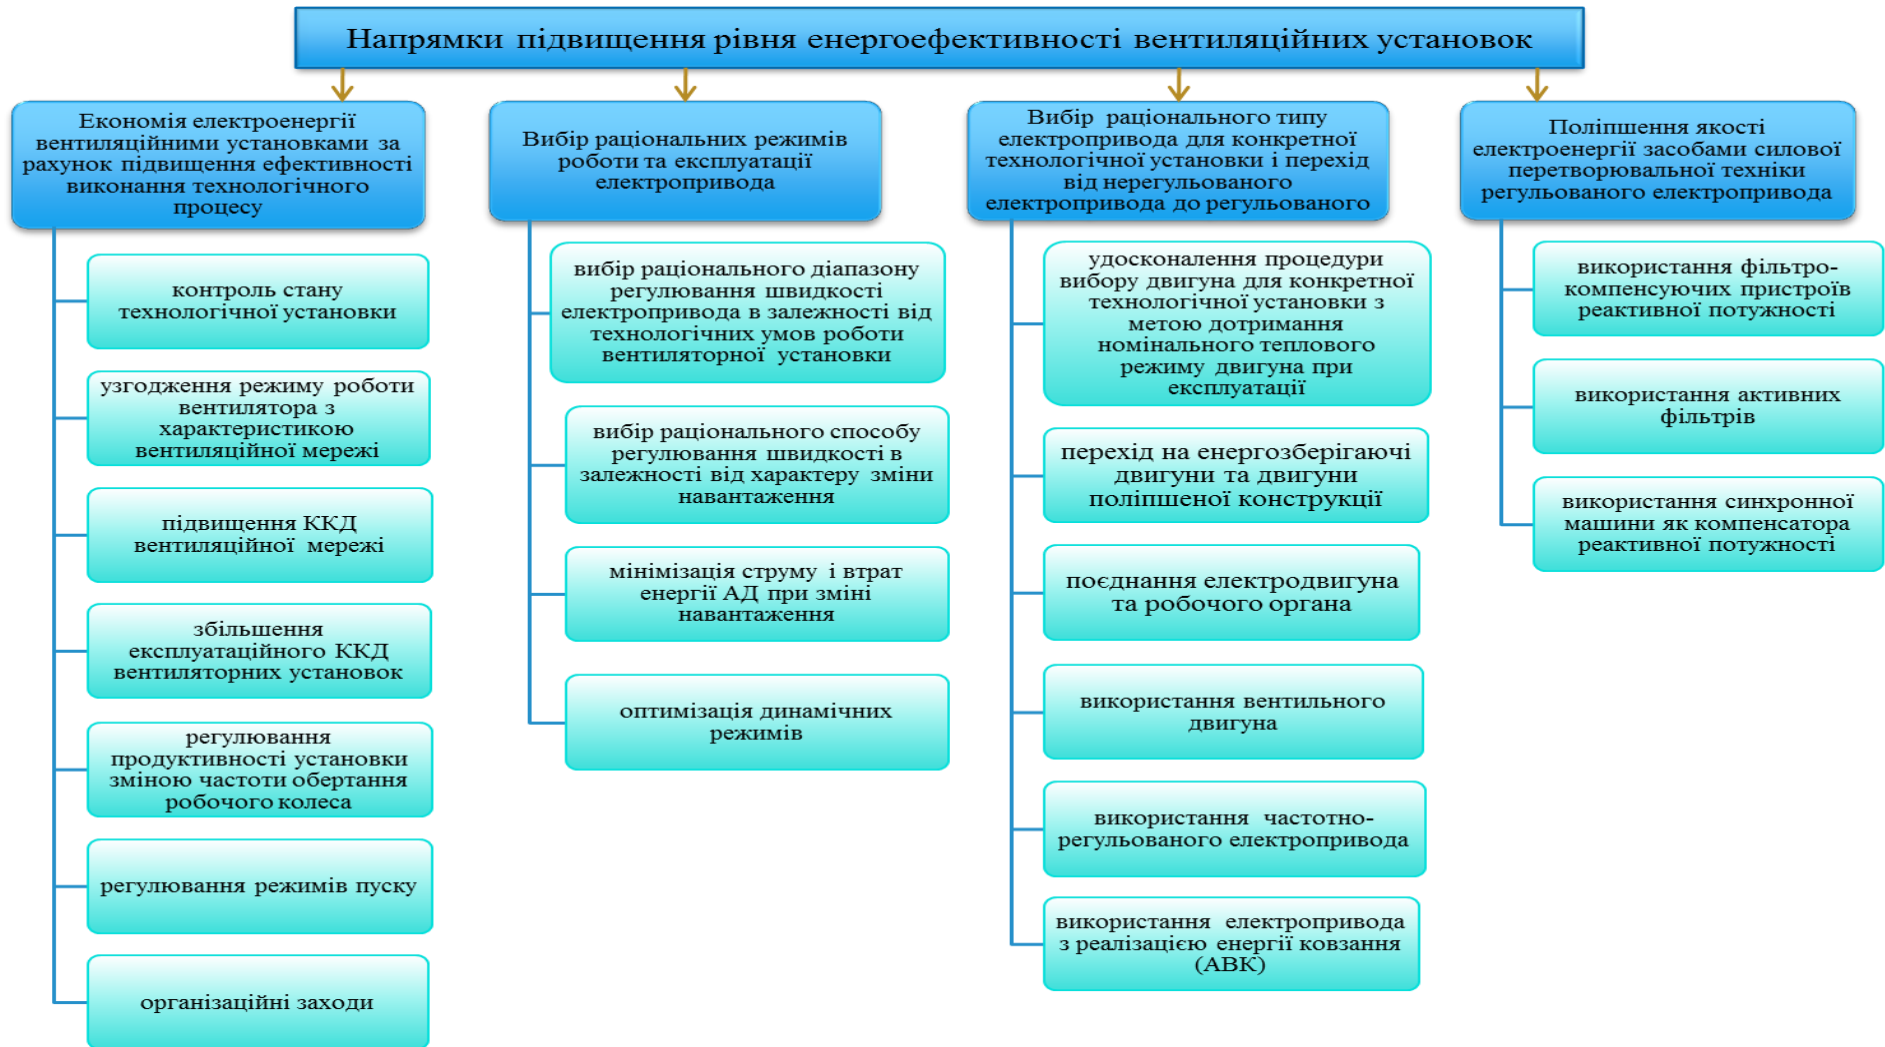 Напрямки підвищення рівня енергоефективності вентиляційних установок
Економія електроенергії
вентиляційними установками за
рахунок підвищення ефективності
виконання технологічного
процесу
контроль стану
технологічної установки
узгодження режиму роботи
вентилятора з
характеристикою
вентиляційної мережі
підвищення ККД
вентиляційної мережі
збільшення
експлуатаційного ККД
вентиляторних установок
регулювання
продуктивності установки
зміною частоти обертання
робочого колеса
регулювання режимів пуску
організаційні заходи
Вибір раціональних режимів
роботи та експлуатації
електропривода
вибір раціонального діапазону
регулювання швидкості
електропривода в залежності від
технологічних умов роботи
вентиляторної установки
вибір раціонального способу
регулювання швидкості в
залежності від характеру зміни
навантаження
мінімізація струму і втрат
енергії АД при зміні
навантаження
оптимізація динамічних
режимів
Вибір раціонального типу
електропривода для конкретної
технологічної установки і перехід
від нерегульованого
електропривода до регульованого
удосконалення процедури
вибору двигуна для конкретної
технологічної установки з
метою дотримання
номінального теплового
режиму двигуна при
експлуатації
перехід на енергозберігаючі
двигуни та двигуни
поліпшеної конструкції
поєднання електродвигуна
та робочого органа
використання вентильного
двигуна
використання частотно-
регульованого електропривода
використання електропривода
з реалізацією енергії ковзання
(АВК)
Поліпшення якості
електроенергії засобами силової
перетворювальної техніки
регульованого електропривода
використання фільтро-
компенсуючих пристроїв
реактивної потужності
використання активних
фільтрів
використання синхронної
машини як компенсатора
реактивної потужності